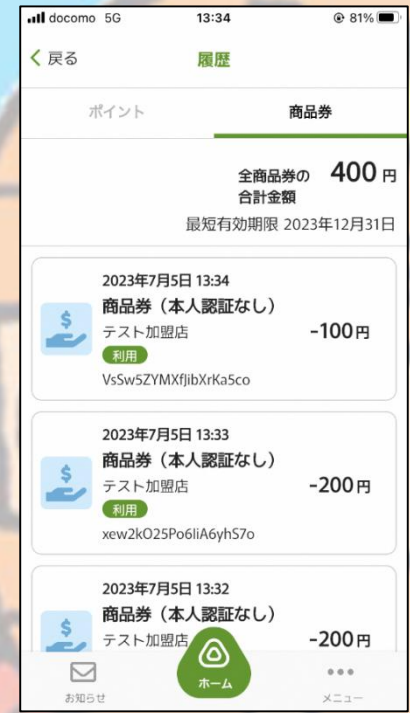 docomo 5G 13:34 81%
戻る 履歴
ポイント 商品券
全商品券の合計金額 400 円
最短有効期限 2023年12月31日
2023年7月5日 13:34
商品券（本人認証なし）
テスト加盟店 -100円
利用
VsSw5ZYMXfJibXrKa5co
2023年7月5日 13:33
商品券（本人認証なし）
テスト加盟店 -200円
利用
xew2kO25Po6liA6yhS7o
2023年7月5日 13:32
商品券（本人認証なし）
テスト加盟店 -200円
お知らせ ホーム メニュー